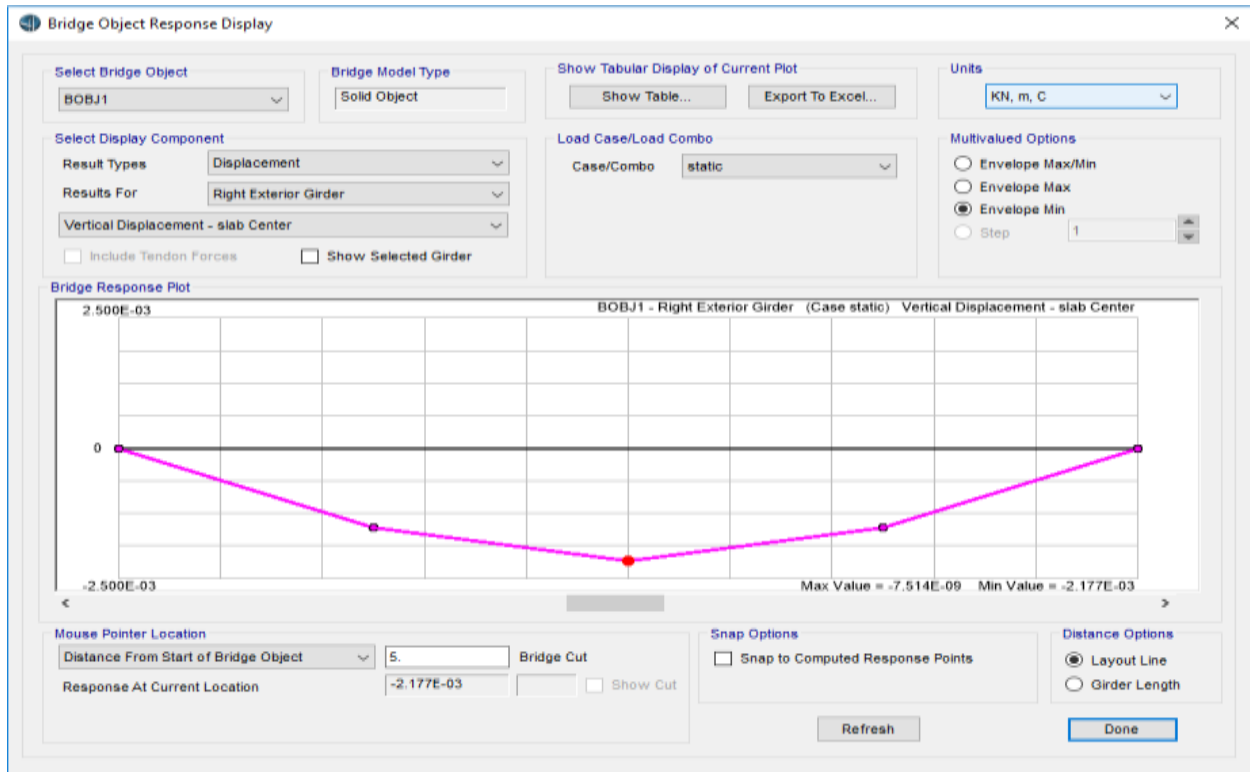 Bridge Object Response Display
Select Bridge Object
BOBJ1
Bridge Model Type
Solid Object
Show Tabular Display of Current Plot
Show Table...
Export To Excel...
Units
KN, m, C
Select Display Component
Result Types
Displacement
Results For
Right Exterior Girder
Vertical Displacement - slab Center
Include Tendon Forces
Show Selected Girder
Load Case/Load Combo
Case/Combo
static
Multivalued Options
Envelope Max/Min
Envelope Max
Envelope Min
Step
1
Bridge Response Plot
2.500E-03
BOBJ1 - Right Exterior Girder (Case static) Vertical Displacement - slab Center
0
-2.500E-03
Max Value = -7.514E-09 Min Value = -2.177E-03
Mouse Pointer Location
Distance From Start of Bridge Object
5.
Bridge Cut
Response At Current Location
-2.177E-03
Show Cut
Snap Options
Snap to Computed Response Points
Distance Options
Layout Line
Girder Length
Refresh
Done